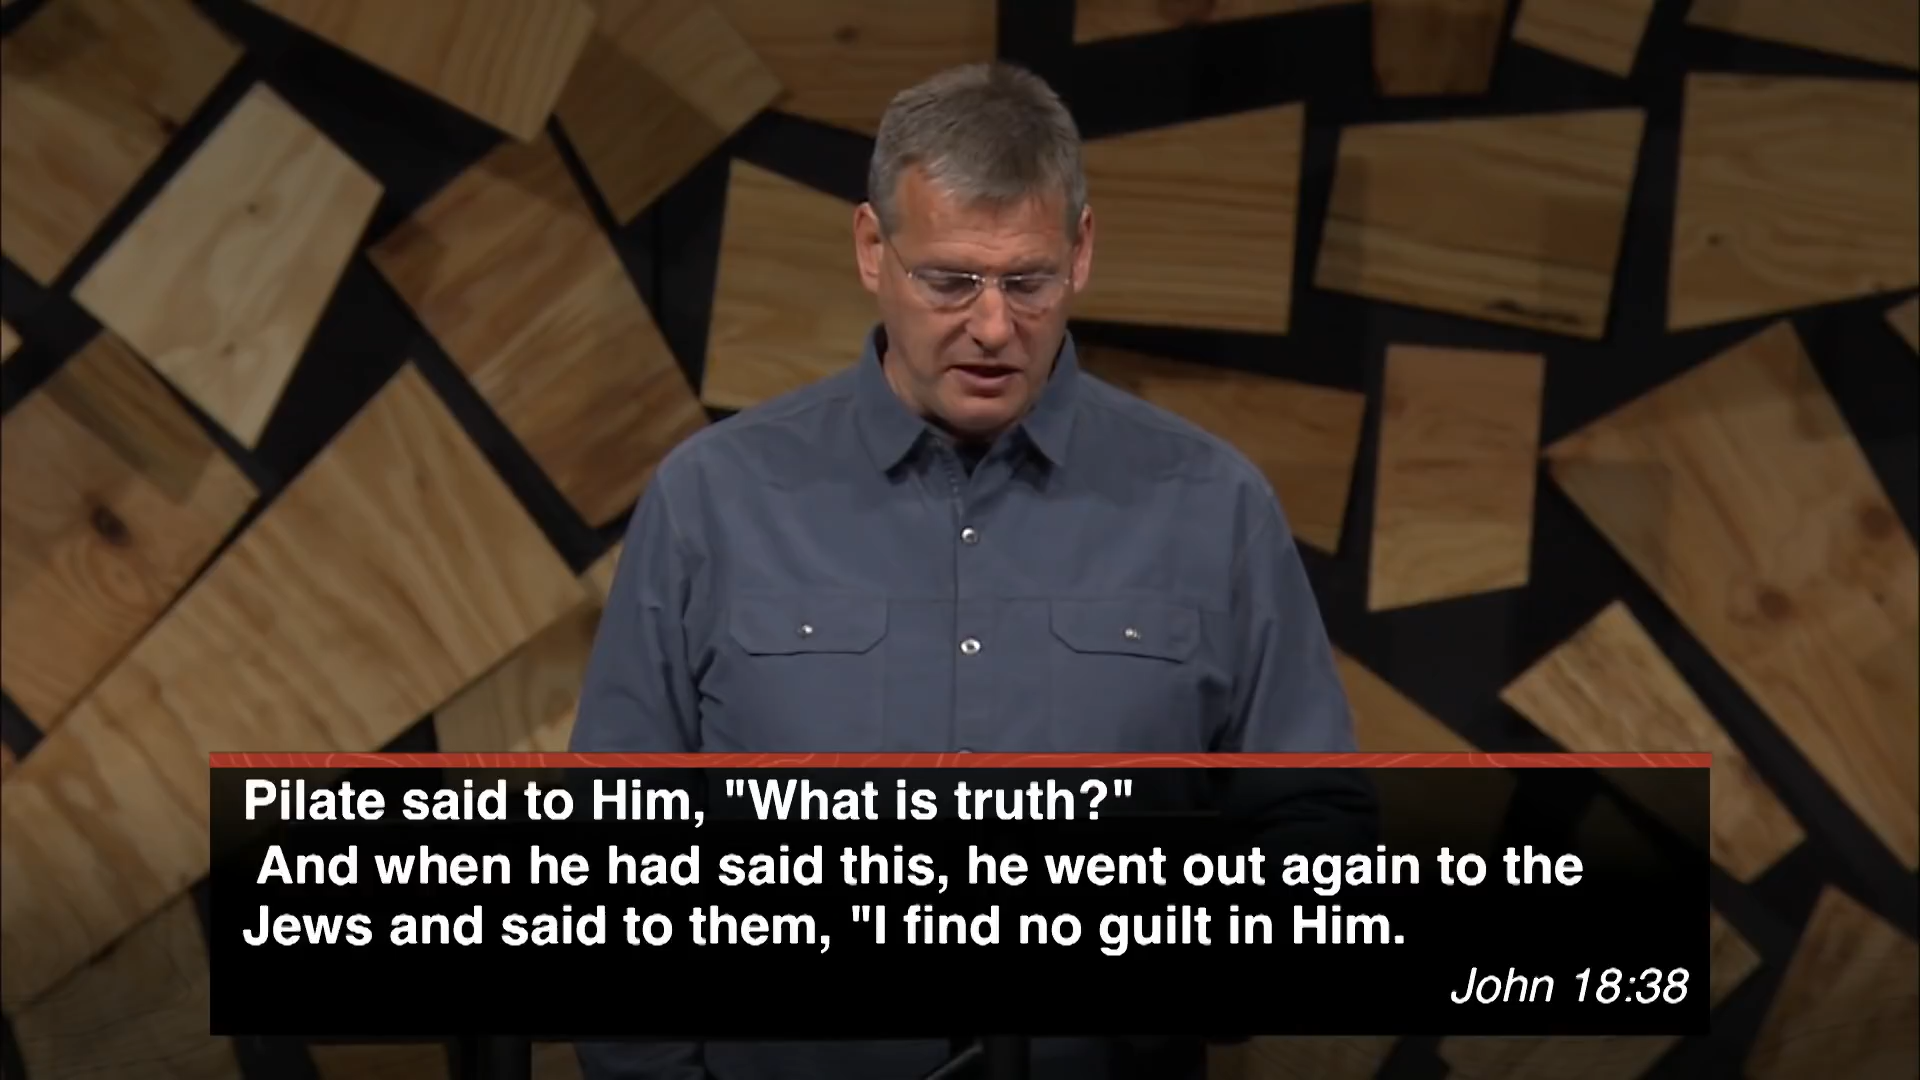 Pilate said to Him, "What is truth?"
And when he had said this, he went out again to the
Jews and said to them, "I find no guilt in Him.
John 18:38